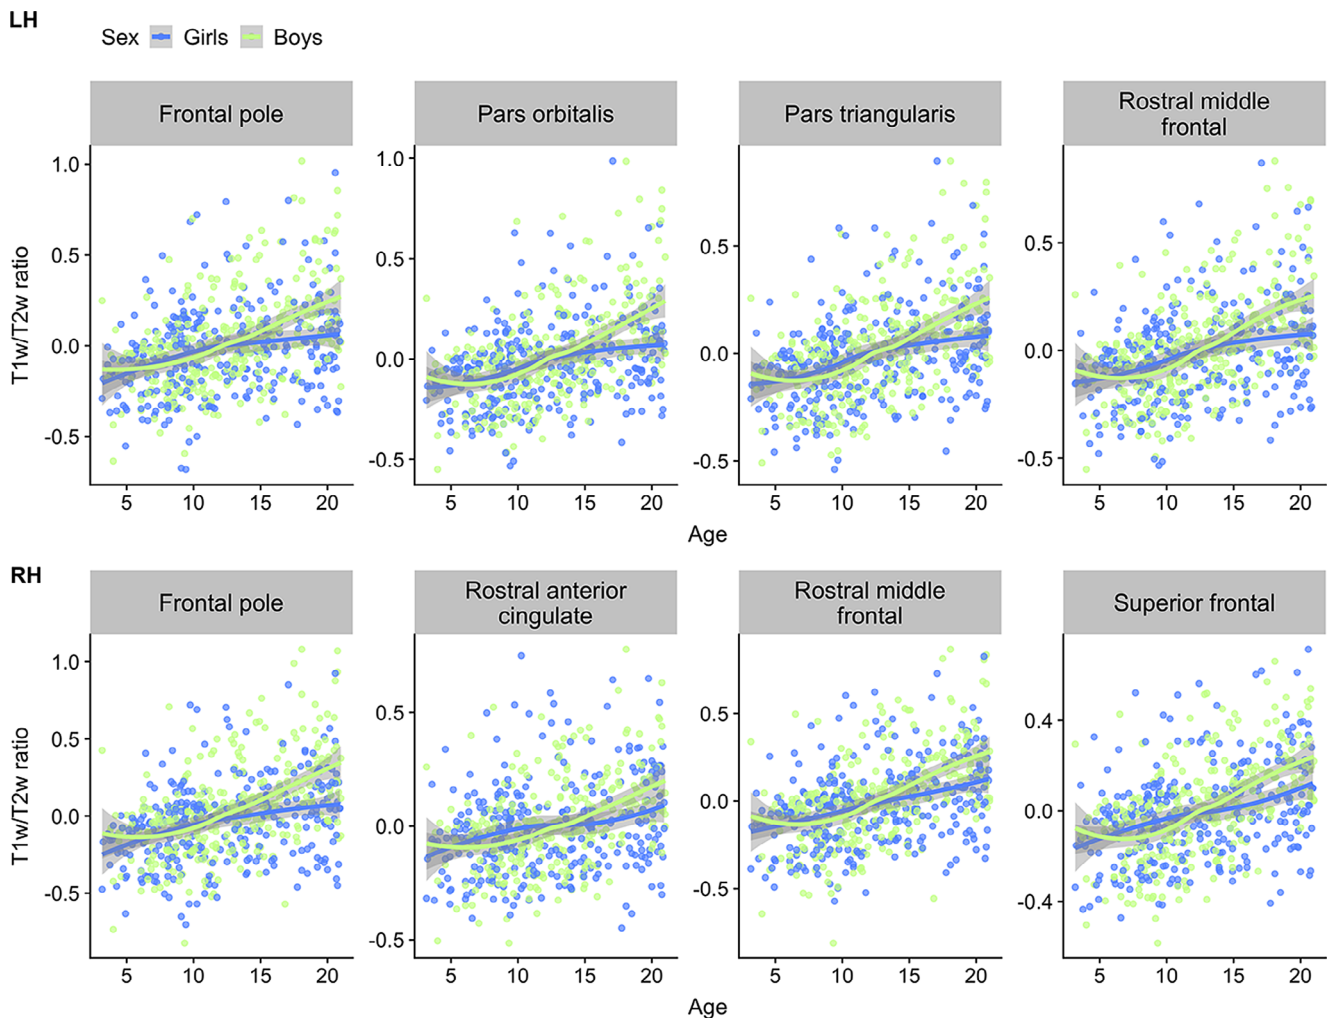 LH
Sex Girls Boys
Frontal pole
Pars orbitalis
Pars triangularis
Rostral middle
frontal
T1w/T2w ratio
1.0
0.5
0.0
-0.5
5 10 15 20
1.0
0.5
0.0
-0.5
5 10 15 20
0.5
0.0
-0.5
5 10 15 20
0.5
0.0
-0.5
5 10 15 20
Age
RH
Frontal pole
Rostral anterior
cingulate
Rostral middle
frontal
Superior frontal
T1w/T2w ratio
1.0
0.5
0.0
-0.5
5 10 15 20
0.5
0.0
-0.5
5 10 15 20
0.5
0.0
-0.5
5 10 15 20
0.4
0.0
-0.4
5 10 15 20
Age